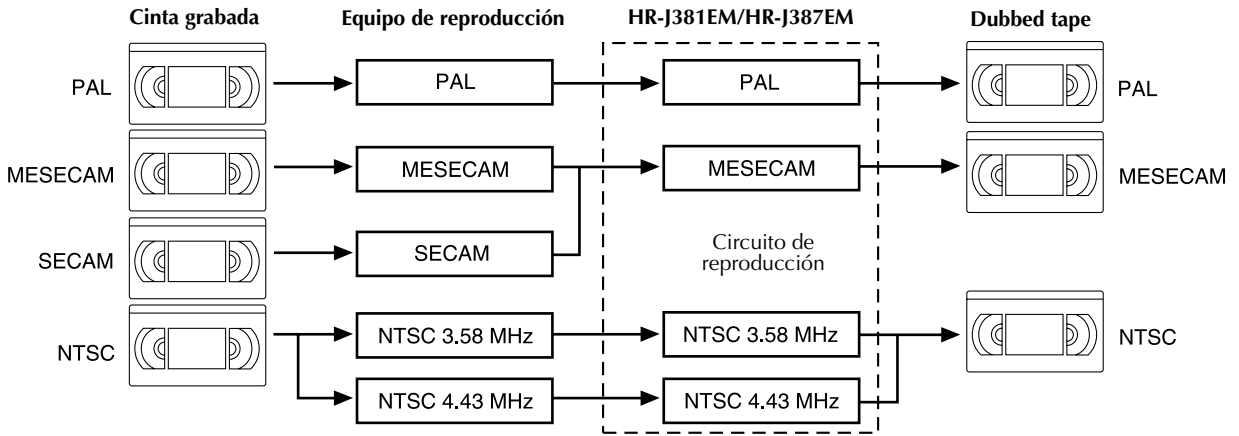 Cinta grabada
Equipo de reproducción
HR-J381EM/HR-J387EM
Dubbed tape
PAL
PAL
PAL
PAL
MESECAM
MESECAM
MESECAM
MESECAM
SECAM
SECAM
Circuito de
reproducción
NTSC
NTSC 3.58 MHz
NTSC 3.58 MHz
NTSC
NTSC 4.43 MHz
NTSC 4.43 MHz